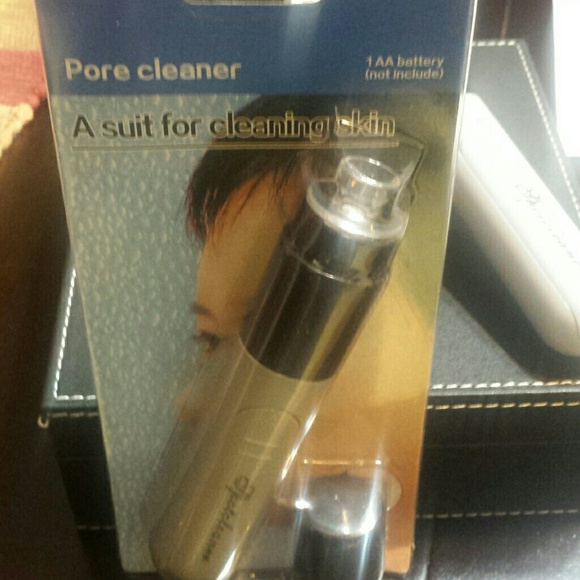 Pore cleaner
1 AA battery
(not include)
A suit for cleaning skin